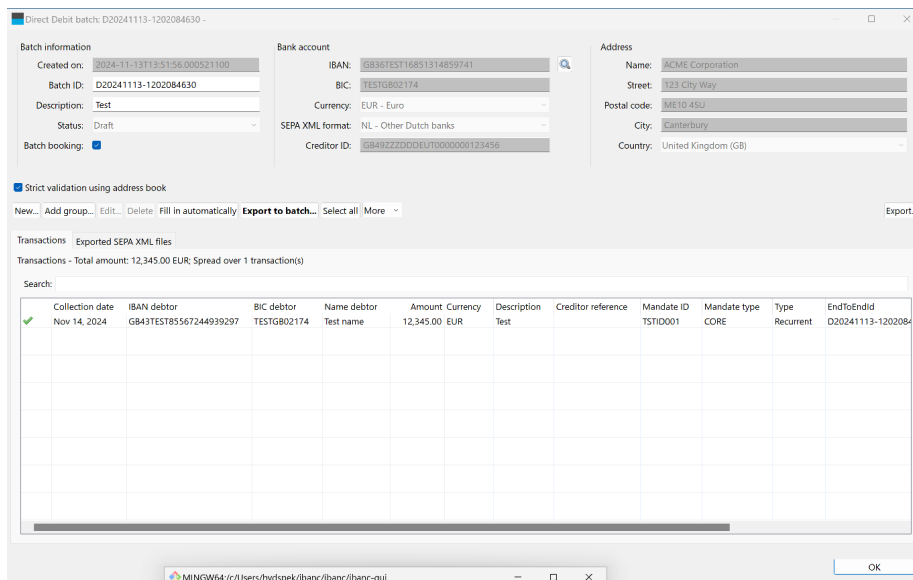 Direct Debit batch: D20241113-1202084630 -
Batch information
Created on: 2024-11-13T13:51:56.000521100
Batch ID: D20241113-1202084630
Description: Test
Status: Draft
Batch booking:
Bank account
IBAN: GB36TEST16851314859741
BIC: TESTGB02174
Currency: EUR - Euro
SEPA XML format: NL - Other Dutch banks
Creditor ID: GB49ZZZDDDEUT0000000123456
Address
Name: ACME Corporation
Street: 123 City Way
Postal code: ME10 4SU
City: Canterbury
Country: United Kingdom (GB)
Strict validation using address book
New... Add group... Edit... Delete Fill in automatically Export to batch... Select all More Export.
Transactions Exported SEPA XML files
Transactions - Total amount: 12,345.00 EUR; Spread over 1 transaction(s)
Search:
Collection date IBAN debtor BIC debtor Name debtor Amount Currency Description Creditor reference Mandate ID Mandate type Type EndToEndId
Nov 14, 2024 GB43TEST85567244939297 TESTGB02174 Test name 12,345.00 EUR Test TSTID001 CORE Recurrent D20241113-1202084
OK
MINGW64:/c/Users/hydspek/ibanc/ibanc/ibanc-gui